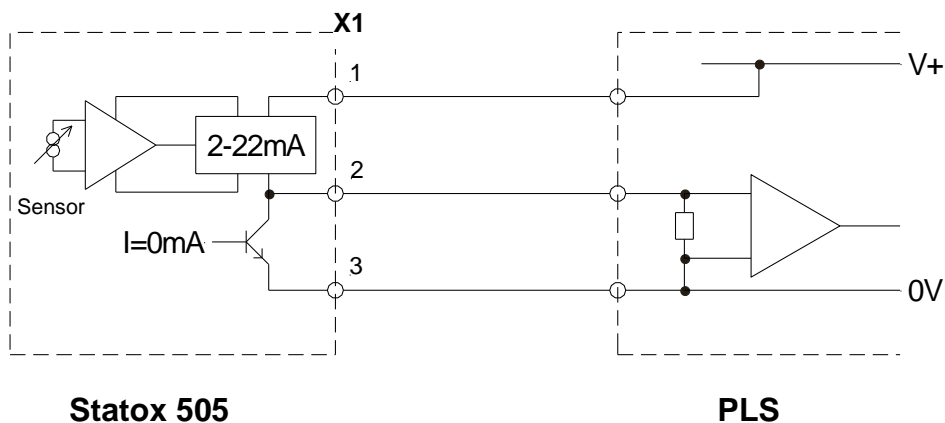 X1
1
V+
2-22mA
2
Sensor
I=0mA
3
0V
Statox 505
PLS